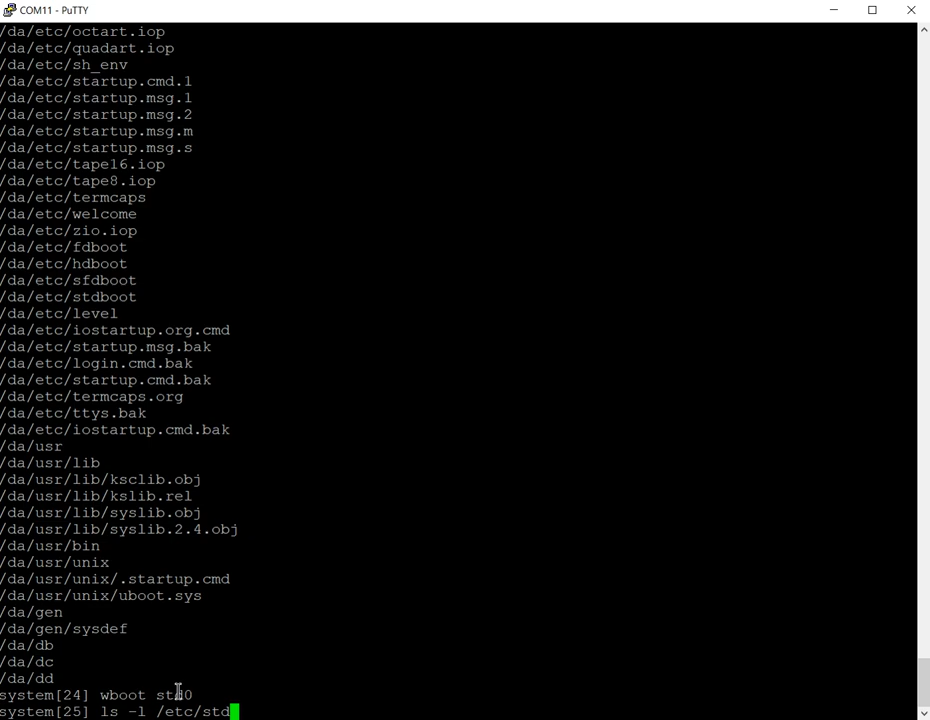 COM11 - PuTTY
/da/etc/octart.iop
/da/etc/quadart.iop
/da/etc/sh_env
/da/etc/startup.cmd.1
/da/etc/startup.msg.1
/da/etc/startup.msg.2
/da/etc/startup.msg.m
/da/etc/startup.msg.s
/da/etc/tape16.iop
/da/etc/tape8.iop
/da/etc/termcaps
/da/etc/welcome
/da/etc/zio.iop
/da/etc/fdboot
/da/etc/hdboot
/da/etc/sfdboot
/da/etc/stdboot
/da/etc/level
/da/etc/iostartup.org.cmd
/da/etc/startup.msg.bak
/da/etc/login.cmd.bak
/da/etc/startup.cmd.bak
/da/etc/termcaps.org
/da/etc/ttys.bak
/da/etc/iostartup.cmd.bak
/da/usr
/da/usr/lib
/da/usr/lib/ksclib.obj
/da/usr/lib/kslib.rel
/da/usr/lib/syslib.obj
/da/usr/lib/syslib.2.4.obj
/da/usr/bin
/da/usr/unix
/da/usr/unix/.startup.cmd
/da/usr/unix/uboot.sys
/da/gen
/da/gen/sysdef
/da/db
/da/dc
/da/dd
system[24] wboot std0
system[25] ls -l /etc/std